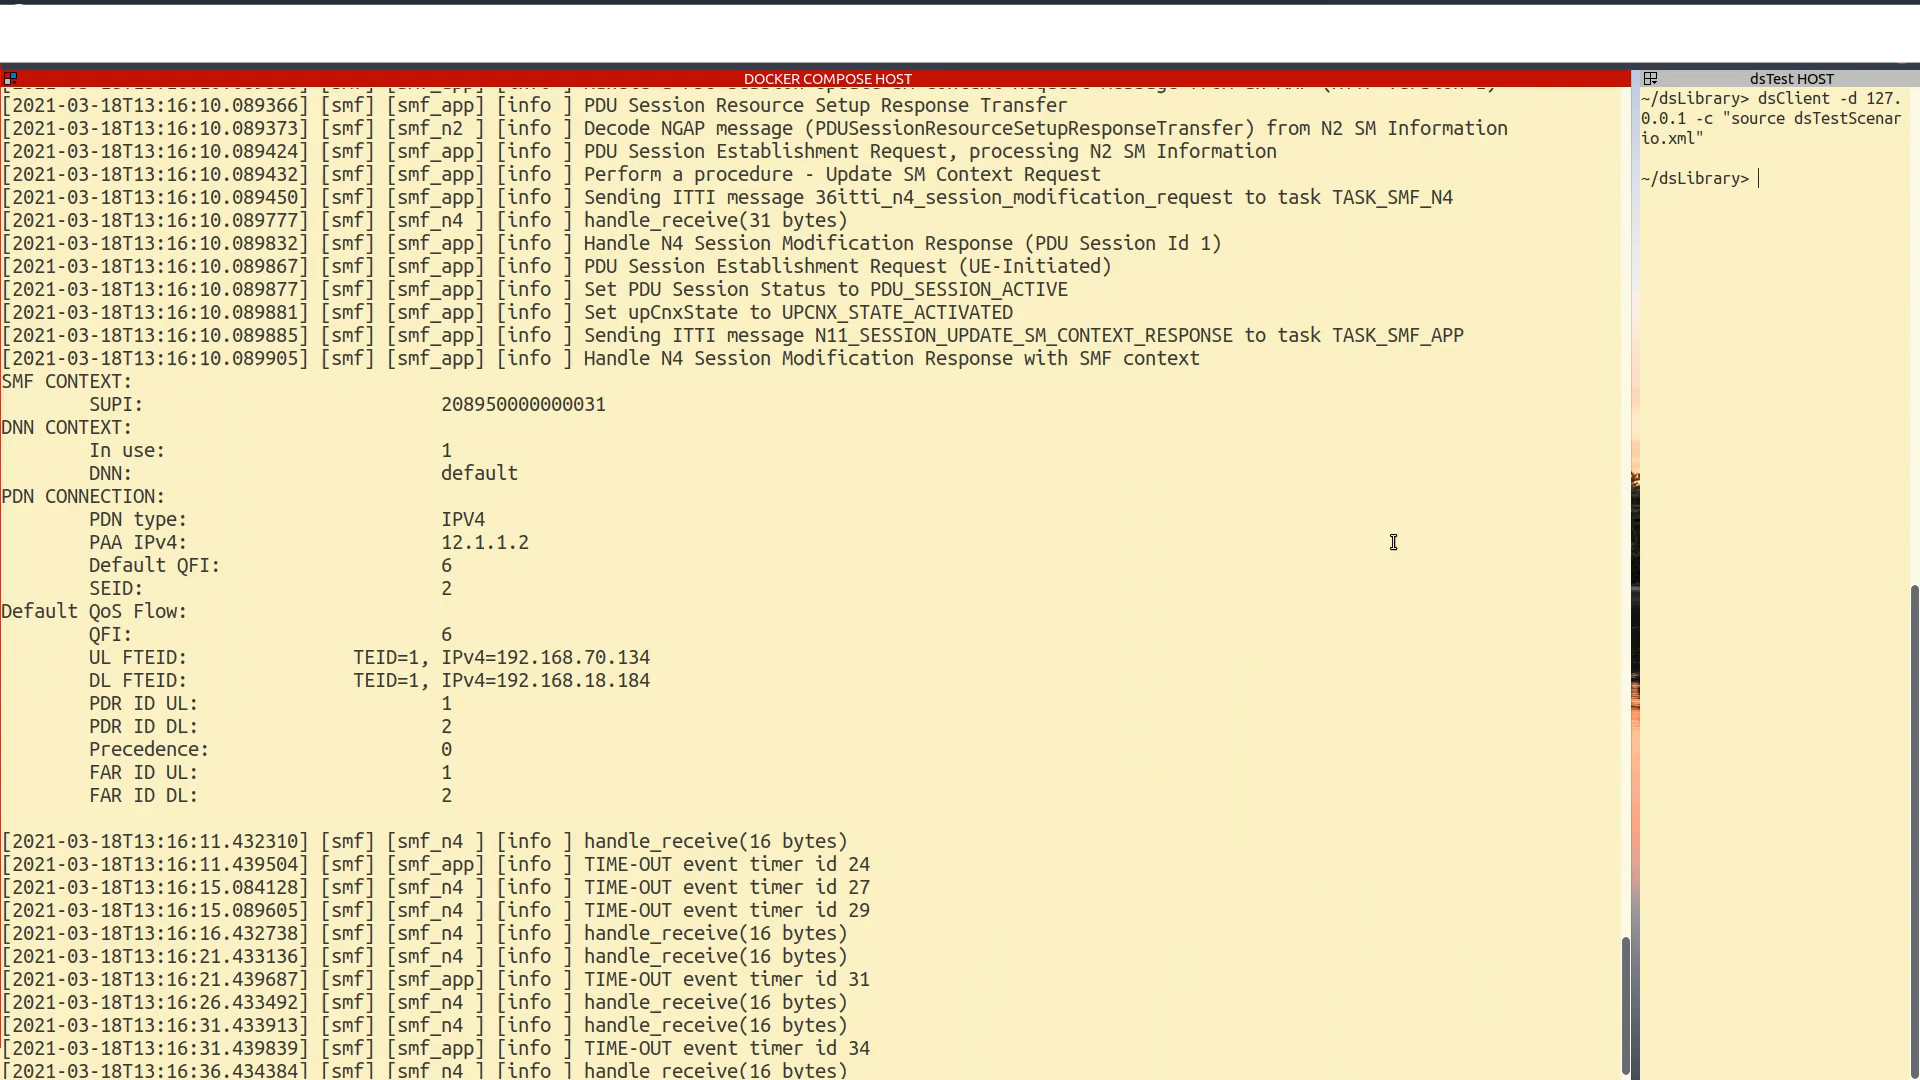 DOCKER COMPOSE HOST
[2021-03-18T13:16:10.089366] [smf] [smf_app] [info ] PDU Session Resource Setup Response Transfer
[2021-03-18T13:16:10.089373] [smf] [smf_n2 ] [info ] Decode NGAP message (PDUSessionResourceSetupResponseTransfer) from N2 SM Information
[2021-03-18T13:16:10.089424] [smf] [smf_app] [info ] PDU Session Establishment Request, processing N2 SM Information
[2021-03-18T13:16:10.089432] [smf] [smf_app] [info ] Perform a procedure - Update SM Context Request
[2021-03-18T13:16:10.089450] [smf] [smf_app] [info ] Sending ITTI message 36itti_n4_session_modification_request to task TASK_SMF_N4
[2021-03-18T13:16:10.089777] [smf] [smf_n4 ] [info ] handle_receive(31 bytes)
[2021-03-18T13:16:10.089832] [smf] [smf_app] [info ] Handle N4 Session Modification Response (PDU Session Id 1)
[2021-03-18T13:16:10.089867] [smf] [smf_app] [info ] PDU Session Establishment Request (UE-Initiated)
[2021-03-18T13:16:10.089877] [smf] [smf_app] [info ] Set PDU Session Status to PDU_SESSION_ACTIVE
[2021-03-18T13:16:10.089881] [smf] [smf_app] [info ] Set upCnxState to UPCNX_STATE_ACTIVATED
[2021-03-18T13:16:10.089885] [smf] [smf_app] [info ] Sending ITTI message N11_SESSION_UPDATE_SM_CONTEXT_RESPONSE to task TASK_SMF_APP
[2021-03-18T13:16:10.089905] [smf] [smf_app] [info ] Handle N4 Session Modification Response with SMF context
SMF CONTEXT:
SUPI: 208950000000031
DNN CONTEXT:
In use: 1
DNN: default
PDN CONNECTION:
PDN type: IPV4
PAA IPv4: 12.1.1.2
Default QFI: 6
SEID: 2
Default QoS Flow:
QFI: 6
UL FTEID: TEID=1, IPv4=192.168.70.134
DL FTEID: TEID=1, IPv4=192.168.18.184
PDR ID UL: 1
PDR ID DL: 2
Precedence: 0
FAR ID UL: 1
FAR ID DL: 2
[2021-03-18T13:16:11.432310] [smf] [smf_n4 ] [info ] handle_receive(16 bytes)
[2021-03-18T13:16:11.439504] [smf] [smf_app] [info ] TIME-OUT event timer id 24
[2021-03-18T13:16:15.084128] [smf] [smf_n4 ] [info ] TIME-OUT event timer id 27
[2021-03-18T13:16:15.089605] [smf] [smf_n4 ] [info ] TIME-OUT event timer id 29
[2021-03-18T13:16:16.432738] [smf] [smf_n4 ] [info ] handle_receive(16 bytes)
[2021-03-18T13:16:21.433136] [smf] [smf_n4 ] [info ] handle_receive(16 bytes)
[2021-03-18T13:16:21.439687] [smf] [smf_app] [info ] TIME-OUT event timer id 31
[2021-03-18T13:16:26.433492] [smf] [smf_n4 ] [info ] handle_receive(16 bytes)
[2021-03-18T13:16:31.433913] [smf] [smf_n4 ] [info ] handle_receive(16 bytes)
[2021-03-18T13:16:31.439839] [smf] [smf_app] [info ] TIME-OUT event timer id 34
[2021-03-18T13:16:36.434384] [smf] [smf_n4 ] [info ] handle_receive(16 bytes)
dsTest HOST
~/dsLibrary> dsClient -d 127.
0.0.1 -c "source dsTestScenar
io.xml"
~/dsLibrary>